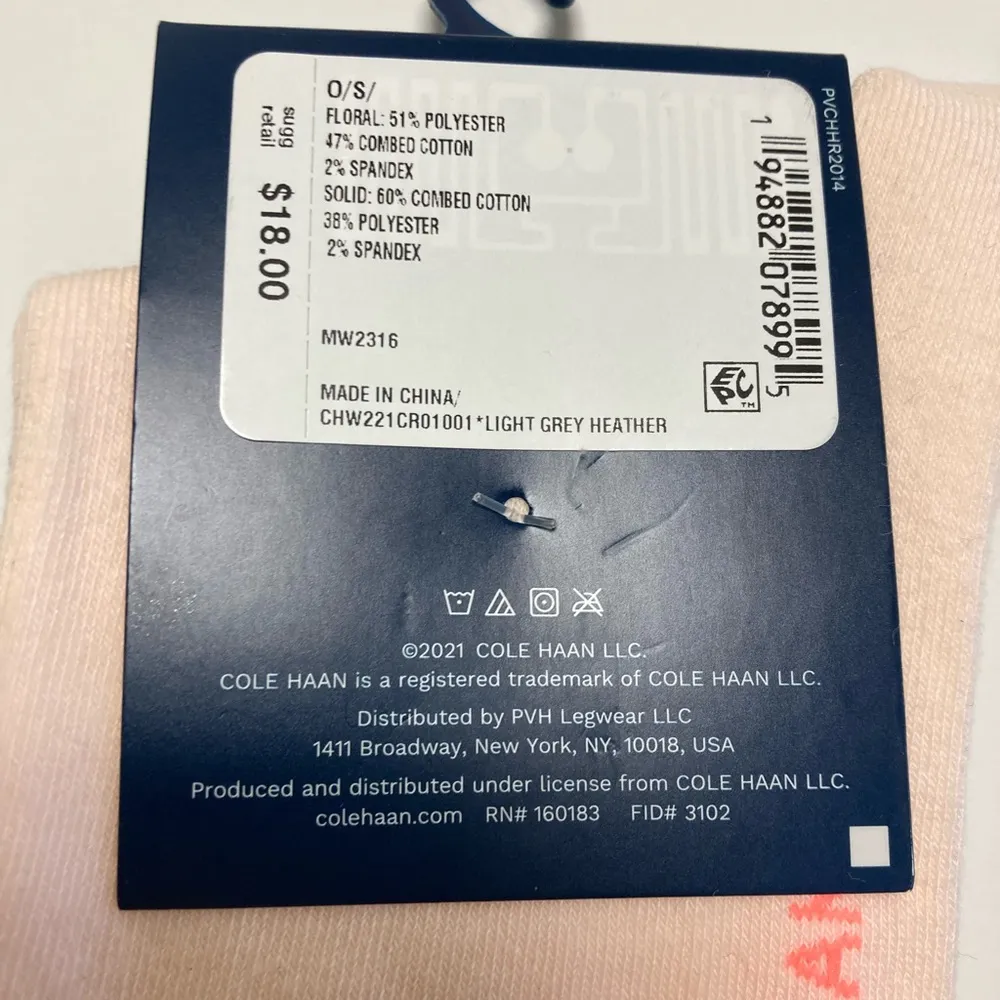 O/S/
FLORAL: 51% POLYESTER
47% COMBED COTTON
2% SPANDEX
SOLID: 60% COMBED COTTON
38% POLYESTER
2% SPANDEX
MW2316
MADE IN CHINA/
CHW221CR01001*LIGHT GREY HEATHER
sugg
retail
$18.00
1 94882 07899 5
EPC TM
PVCHHR2014
©2021 COLE HAAN LLC.
COLE HAAN is a registered trademark of COLE HAAN LLC.
Distributed by PVH Legwear LLC
1411 Broadway, New York, NY, 10018, USA
Produced and distributed under license from COLE HAAN LLC.
colehaan.com RN# 160183 FID# 3102